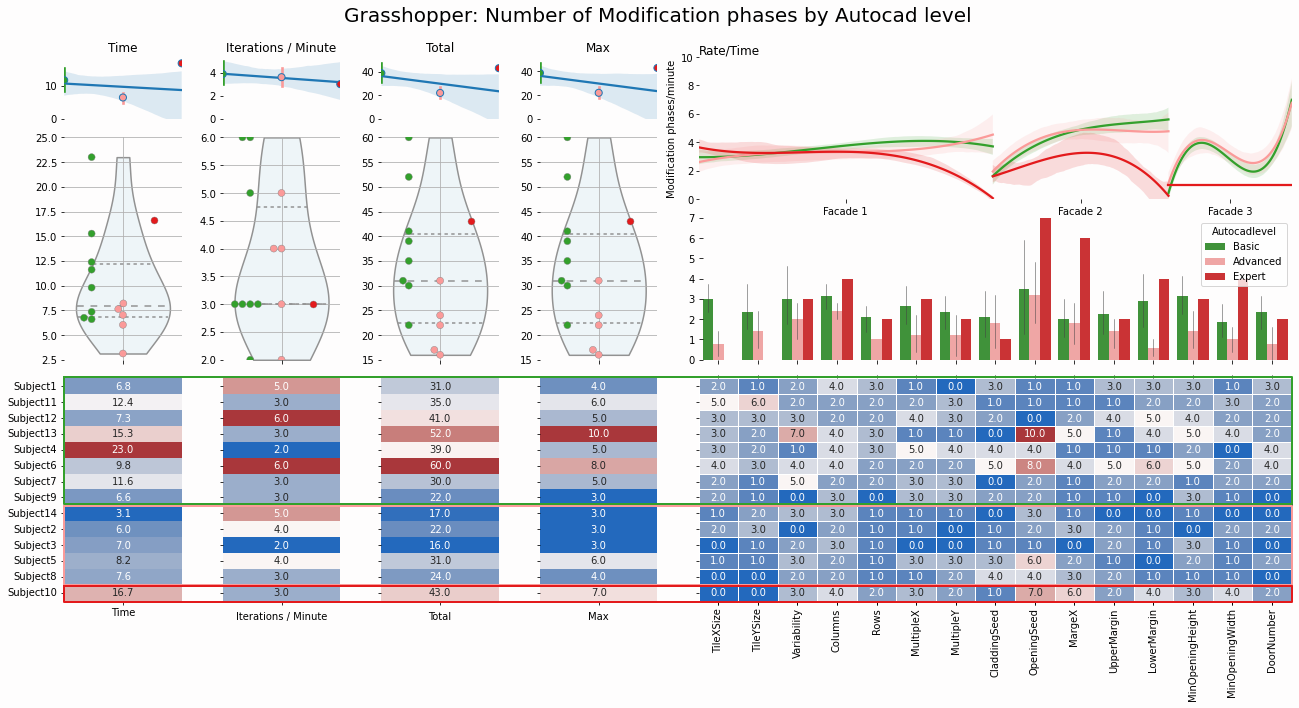 Grasshopper: Number of Modification phases by Autocad level
Time Iterations / Minute Total Max Rate/Time
10 0
4 2 0
40 20 0
40 20 0
Modification phases/minute
10 8 6 4 2 0
Facade 1 Facade 2 Facade 3
25.0 22.5 20.0 17.5 15.0 12.5 10.0 7.5 5.0 2.5
6.0 5.5 5.0 4.5 4.0 3.5 3.0 2.5 2.0
60 55 50 45 40 35 30 25 20 15
60 55 50 45 40 35 30 25 20 15
7 6 5 4 3 2 1 0
Autocadlevel
Basic
Advanced
Expert
Subject1 6.8 5.0 31.0 4.0 2.0 1.0 2.0 4.0 3.0 1.0 0.0 3.0 1.0 1.0 3.0 3.0 3.0 1.0 3.0
Subject11 12.4 3.0 35.0 6.0 5.0 6.0 2.0 2.0 2.0 2.0 3.0 1.0 1.0 1.0 1.0 2.0 2.0 3.0 2.0
Subject12 7.3 6.0 41.0 5.0 3.0 3.0 3.0 2.0 2.0 4.0 3.0 2.0 0.0 2.0 4.0 5.0 4.0 2.0 2.0
Subject13 15.3 3.0 52.0 10.0 3.0 2.0 7.0 4.0 3.0 1.0 1.0 0.0 10.0 5.0 1.0 4.0 5.0 4.0 2.0
Subject4 23.0 2.0 39.0 5.0 3.0 2.0 1.0 4.0 3.0 5.0 4.0 4.0 4.0 1.0 1.0 1.0 2.0 0.0 4.0
Subject6 9.8 6.0 60.0 8.0 4.0 3.0 4.0 4.0 2.0 2.0 2.0 5.0 8.0 4.0 5.0 6.0 5.0 2.0 4.0
Subject7 11.6 3.0 30.0 5.0 2.0 1.0 5.0 2.0 2.0 3.0 3.0 0.0 2.0 1.0 2.0 2.0 1.0 2.0 2.0
Subject9 6.6 3.0 22.0 3.0 2.0 1.0 0.0 3.0 0.0 3.0 3.0 2.0 2.0 1.0 1.0 0.0 3.0 1.0 0.0
Subject14 3.1 5.0 17.0 3.0 1.0 2.0 3.0 3.0 1.0 1.0 1.0 0.0 3.0 1.0 0.0 0.0 1.0 0.0 0.0
Subject2 6.0 4.0 22.0 3.0 2.0 3.0 0.0 2.0 1.0 1.0 0.0 1.0 2.0 3.0 2.0 1.0 0.0 2.0 2.0
Subject3 7.0 2.0 16.0 3.0 0.0 1.0 2.0 3.0 1.0 0.0 0.0 1.0 1.0 0.0 2.0 1.0 3.0 1.0 0.0
Subject5 8.2 4.0 31.0 6.0 1.0 1.0 3.0 2.0 1.0 3.0 3.0 3.0 6.0 2.0 0.0 1.0 2.0 1.0 2.0
Subject8 7.6 3.0 24.0 4.0 0.0 0.0 2.0 2.0 1.0 1.0 2.0 4.0 4.0 3.0 2.0 1.0 1.0 1.0 0.0
Subject10 16.7 3.0 43.0 7.0 0.0 0.0 3.0 4.0 2.0 3.0 2.0 1.0 7.0 6.0 2.0 4.0 3.0 4.0 2.0
Time Iterations / Minute Total Max
TileXSize TileYSize Variability Columns Rows MultipleX MultipleY CladdingSeed OpeningSeed MargeX UpperMargin LowerMargin MinOpeningHeight MinOpeningWidth DoorNumber